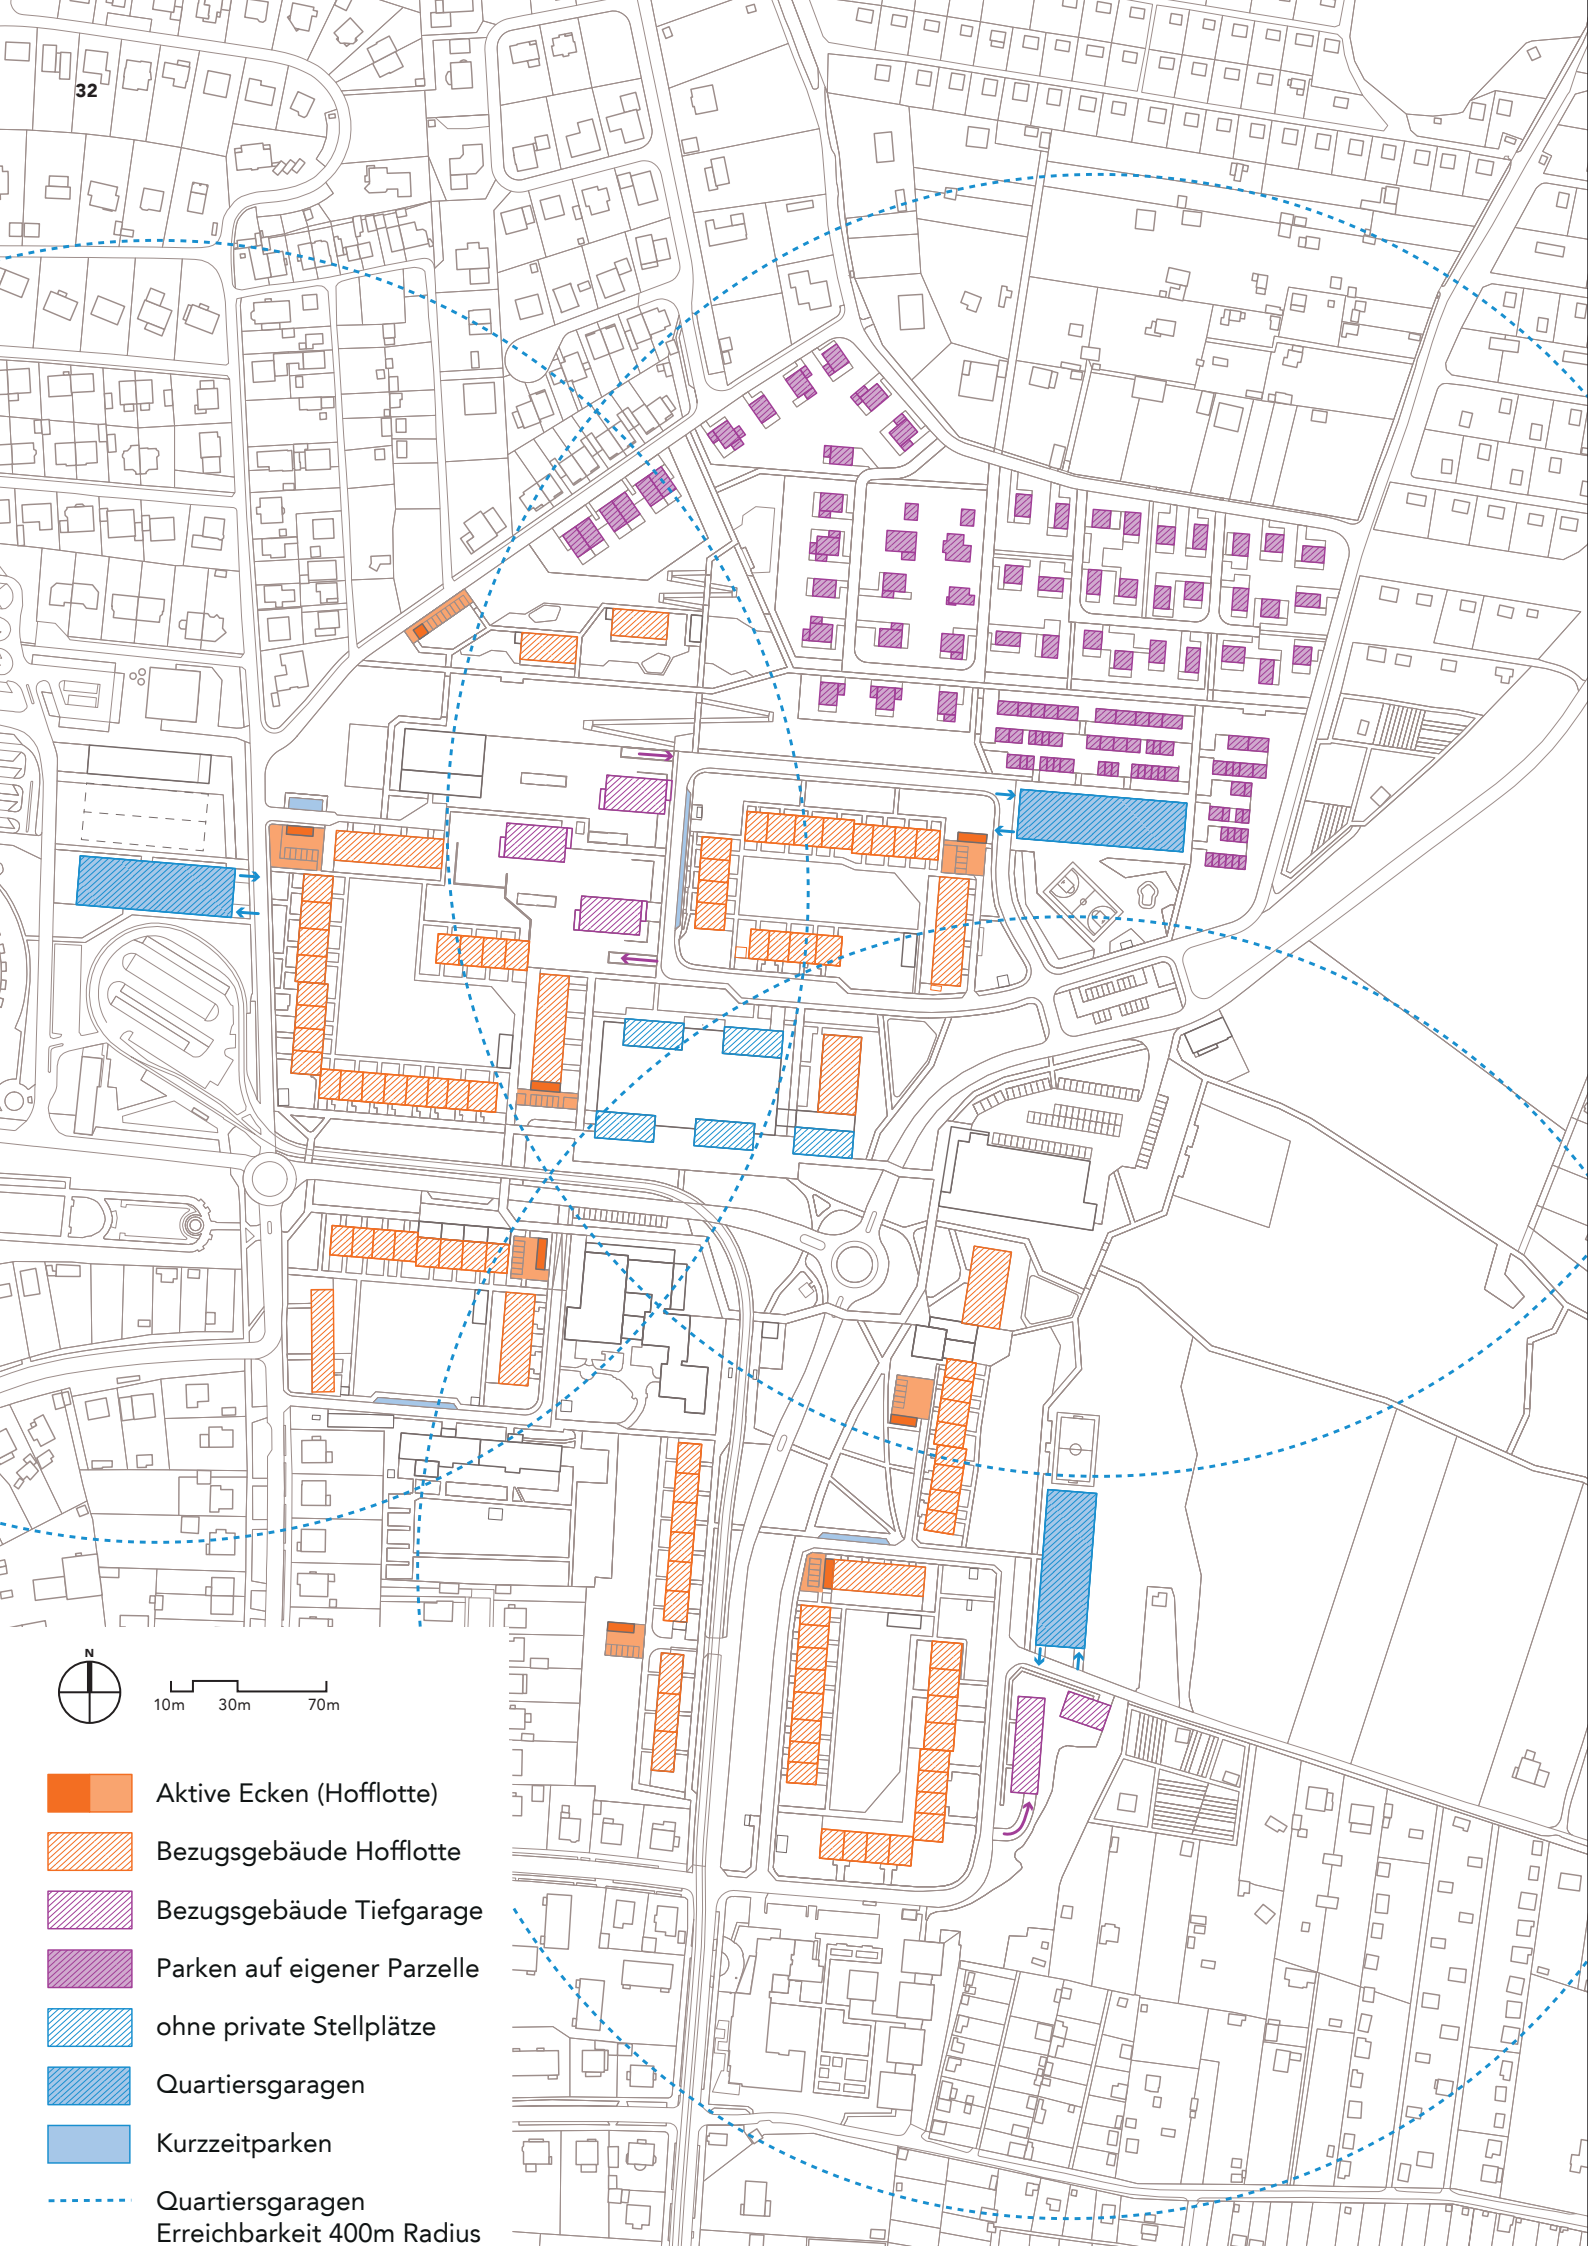 32
N
10m 30m 70m
Aktive Ecken (Hofflotte)
Bezugsgebäude Hofflotte
Bezugsgebäude Tiefgarage
Parken auf eigener Parzelle
ohne private Stellplätze
Quartiersgaragen
Kurzzeitparken
Quartiersgaragen
Erreichbarkeit 400m Radius